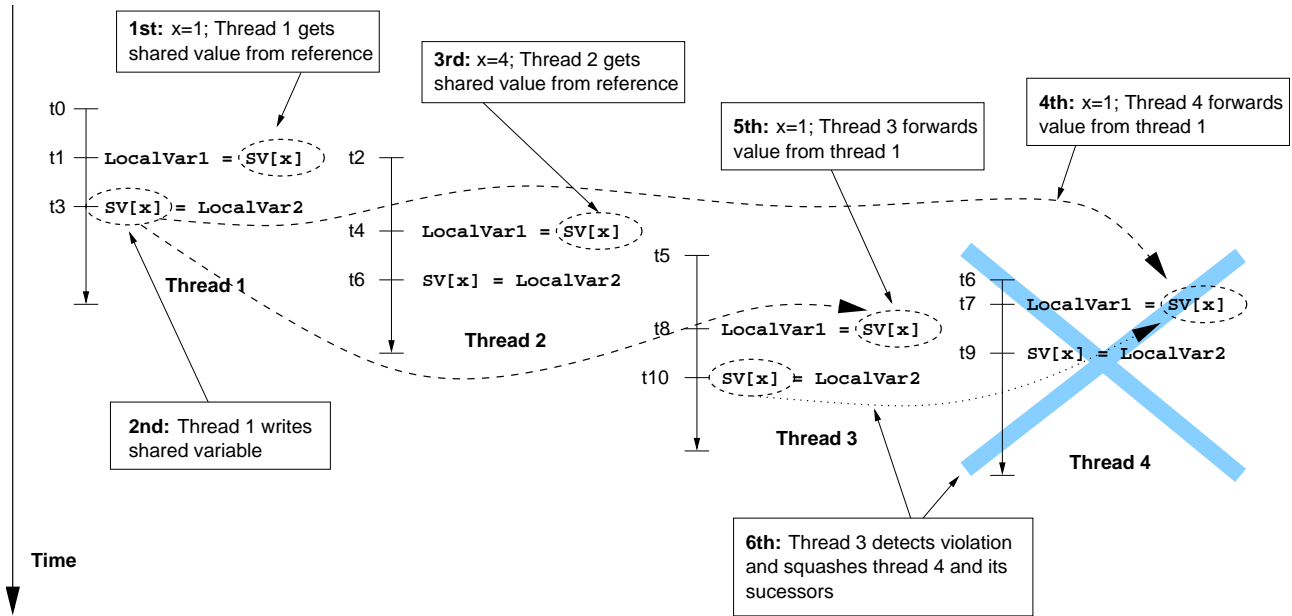 1st: x=1; Thread 1 gets
shared value from reference
3rd: x=4; Thread 2 gets
shared value from reference
4th: x=1; Thread 4 forwards
value from thread 1
5th: x=1; Thread 3 forwards
value from thread 1
t0
t1
LocalVar1 = SV[x]
t3
SV[x] = LocalVar2
Thread 1
t2
t4
LocalVar1 = SV[x]
t6
SV[x] = LocalVar2
Thread 2
t5
t8
LocalVar1 = SV[x]
t10
SV[x] = LocalVar2
Thread 3
t6
t7
LocalVar1 = SV[x]
t9
SV[x] = LocalVar2
Thread 4
2nd: Thread 1 writes
shared variable
6th: Thread 3 detects violation
and squashes thread 4 and its
sucessors
Time